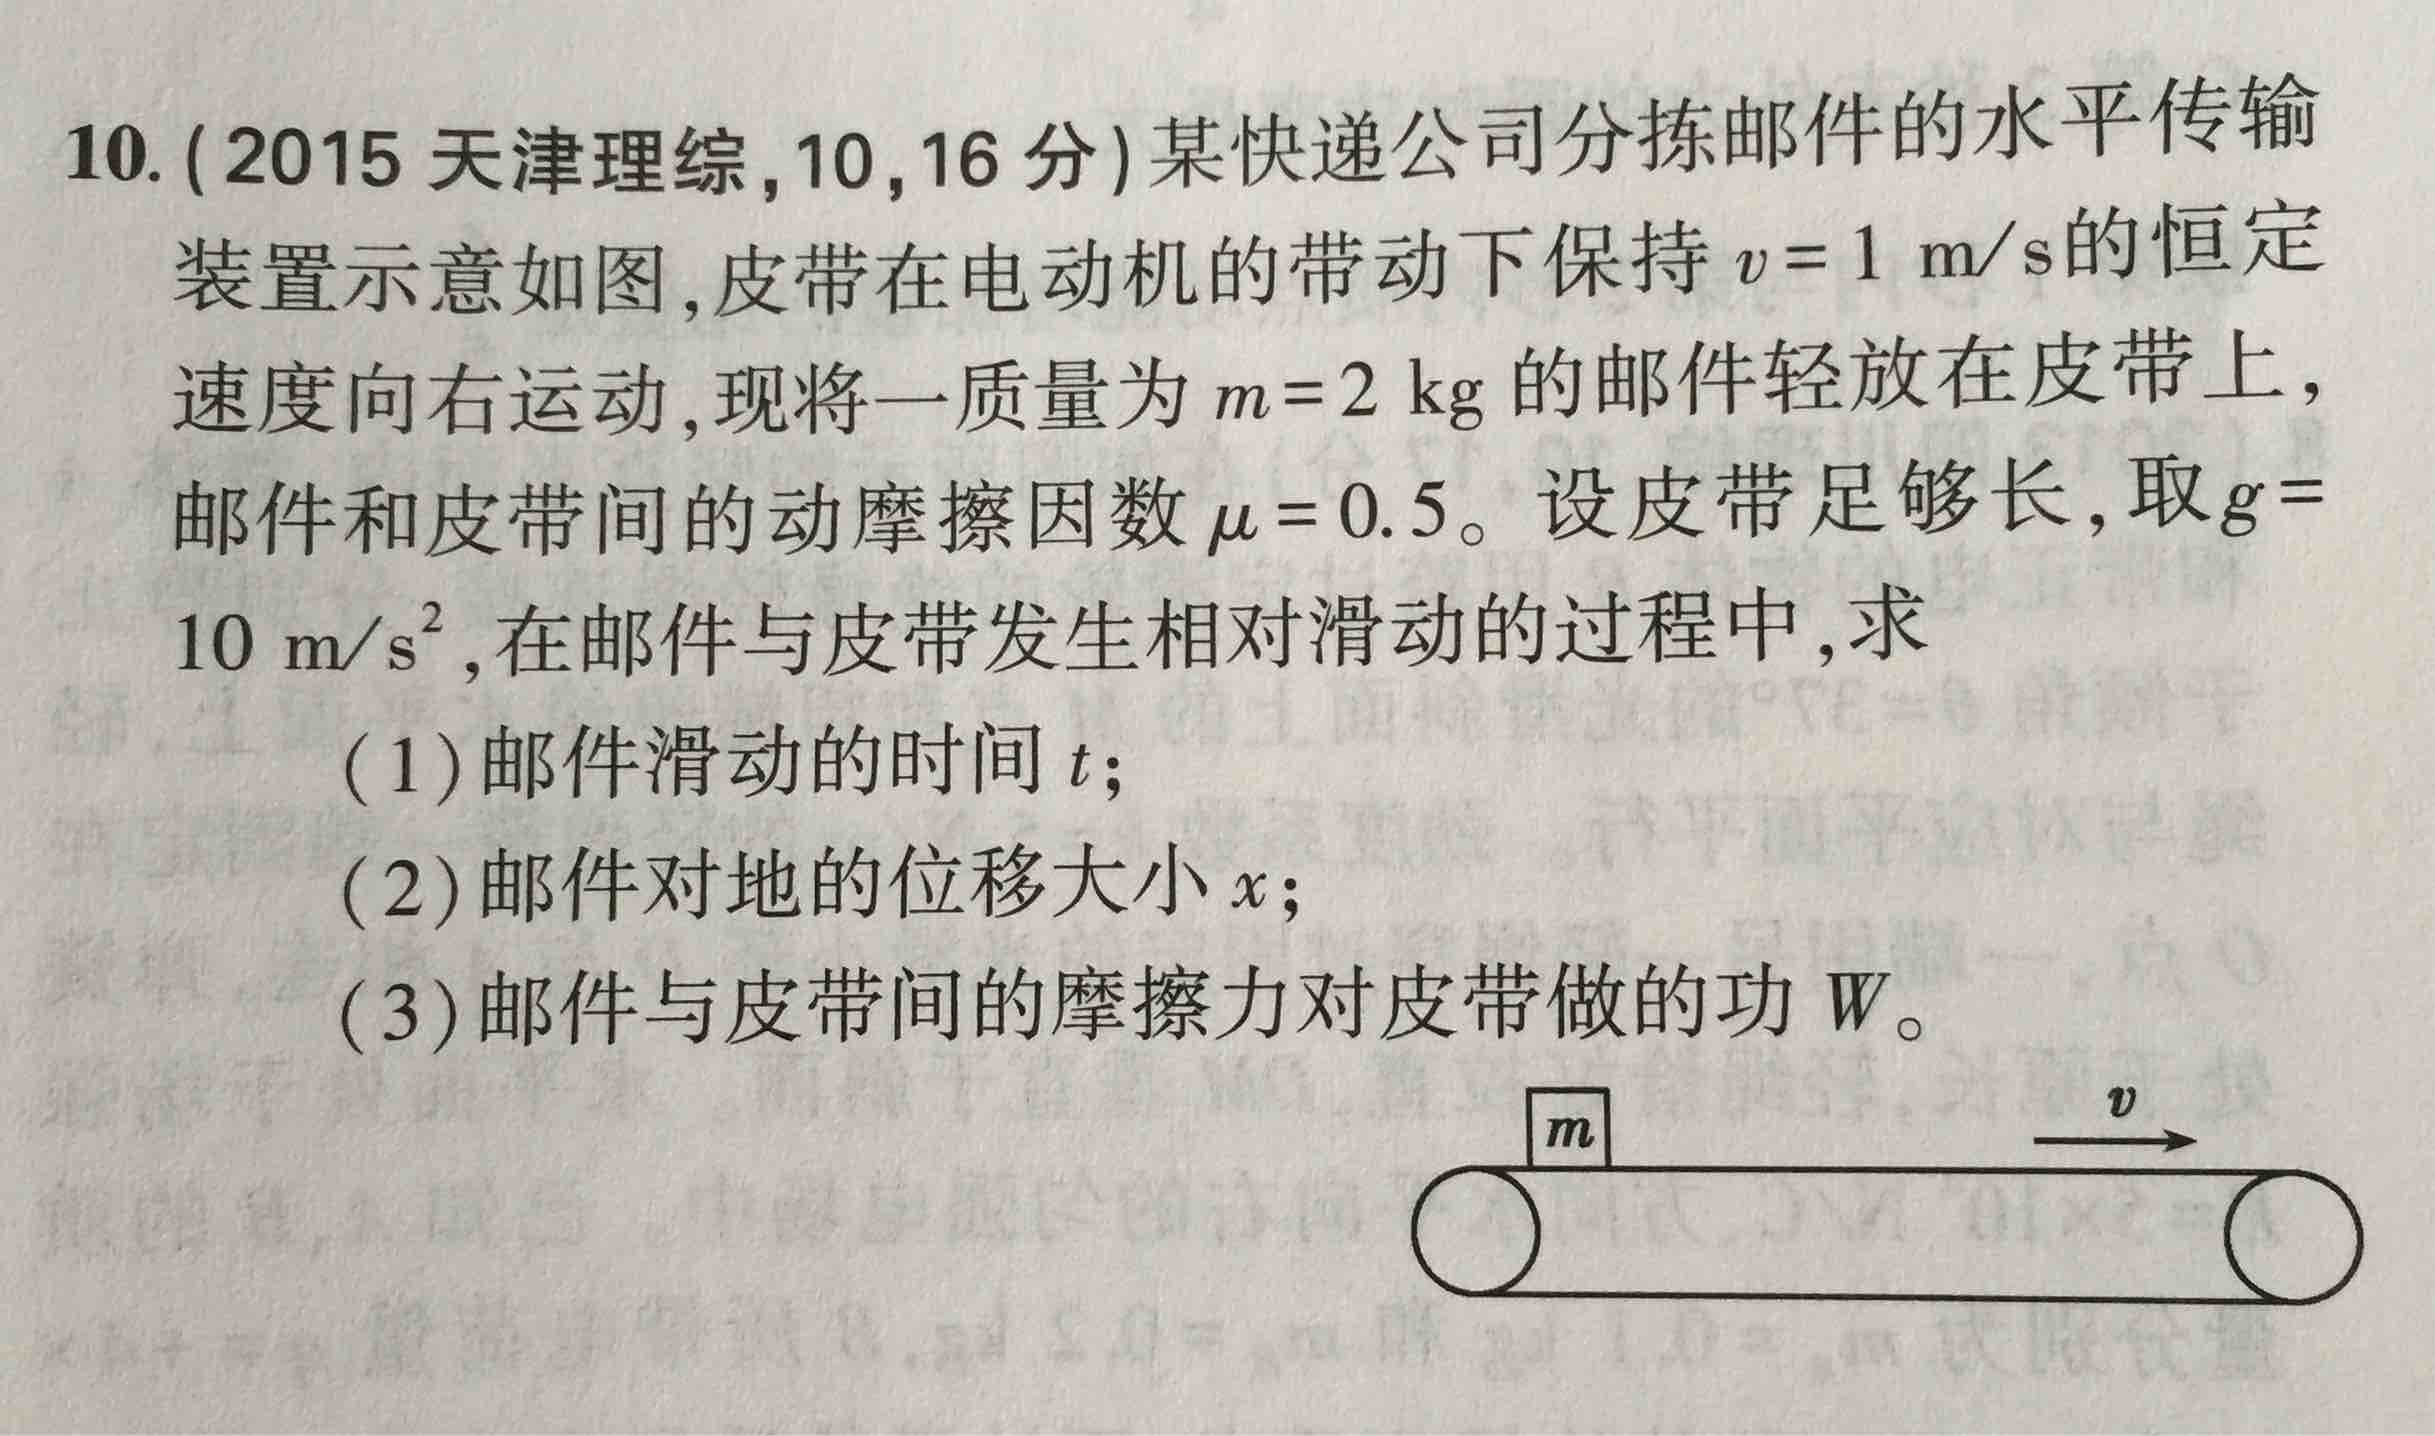 10. (2015 天津理综,10,16 分)某快递公司分拣邮件的水平传输
装置示意如图,皮带在电动机的带动下保持 v=1 m/s的恒定
速度向右运动,现将一质量为 m=2 kg 的邮件轻放在皮带上,
邮件和皮带间的动摩擦因数 μ=0.5。设皮带足够长,取g=
10 m/s²,在邮件与皮带发生相对滑动的过程中,求
(1)邮件滑动的时间 t;
(2)邮件对地的位移大小 x;
(3)邮件与皮带间的摩擦力对皮带做的功 W。
v
m